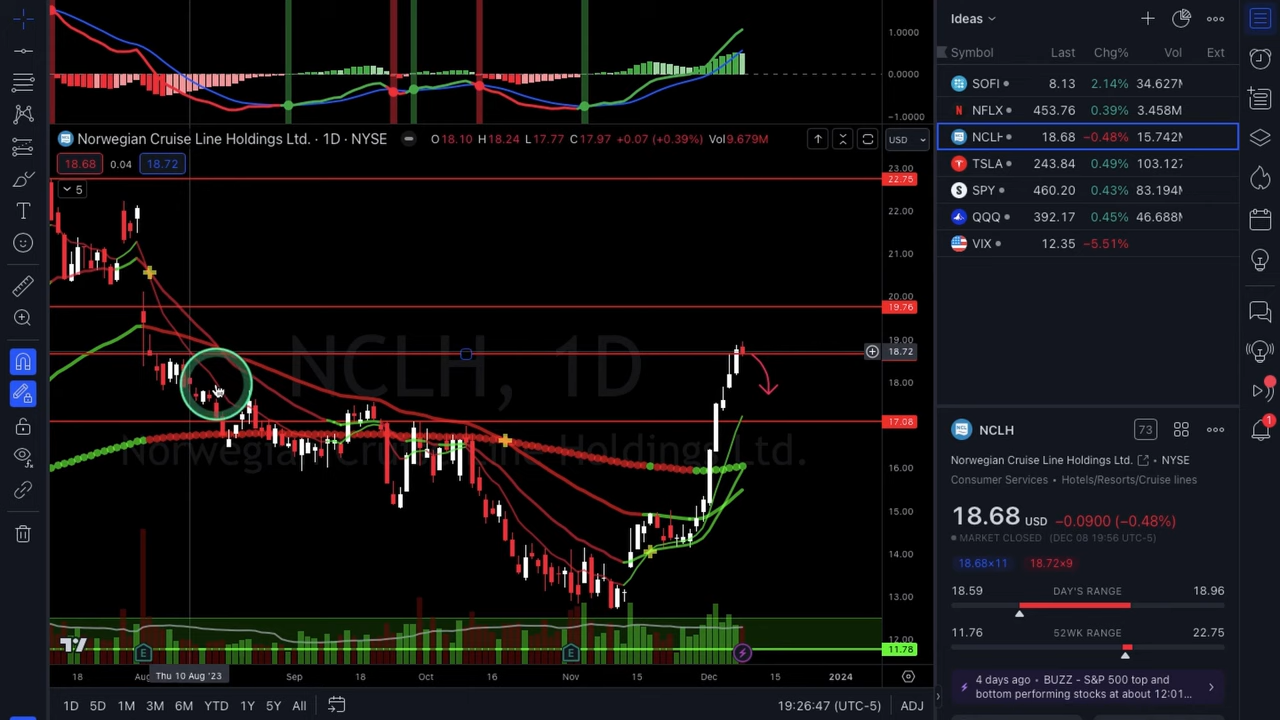 1.0000
0.0000
−1.0000
Norwegian Cruise Line Holdings Ltd. · 1D · NYSE
O18.10 H18.24 L17.77 C17.97 +0.07 (+0.39%) Vol9.679M
USD
18.68 0.04 18.72
5
23.00
22.75
22.00
21.00
20.00
19.76
19.00
18.72
18.00
17.08
16.00
15.00
14.00
13.00
12.00
11.78
NCLH, 1D
Norwegian Cruise Line Holdings Ltd.
E
E
18
Aug
Thu 10 Aug '23
Sep
18
Oct
16
Nov
15
Dec
15
2024
1D 5D 1M 3M 6M YTD 1Y 5Y All
19:26:47 (UTC-5)
ADJ
Ideas
Symbol Last Chg% Vol Ext
SOFI 8.13 2.14% 34.627
NFLX 453.76 0.39% 3.458M
NCLH 18.68 −0.48% 15.742M
TSLA 243.84 0.49% 103.127
SPY 460.20 0.43% 83.194M
QQQ 392.17 0.45% 46.688M
VIX 12.35 −5.51%
NCLH
73
Norwegian Cruise Line Holdings Ltd. • NYSE
Consumer Services • Hotels/Resorts/Cruise lines
18.68 USD −0.0900 (−0.48%)
MARKET CLOSED (DEC 08 19:56 UTC-5)
18.68×11 18.72×9
18.59 DAY'S RANGE 18.96
11.76 52WK RANGE 22.75
4 days ago • BUZZ - S&P 500 top and
bottom performing stocks at about 12:01...
1